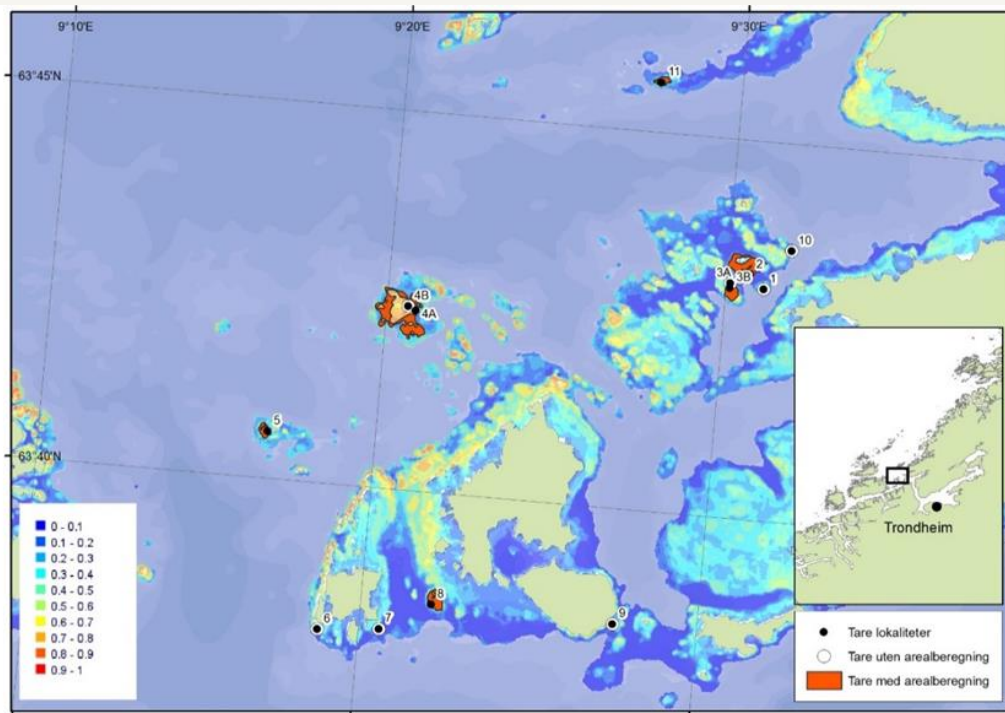 9°10'E
9°20'E
9°30'E
63°45'N
11
10
2
3A
3B
1
4B
4A
5
63°40'N
0 - 0.1
0.1 - 0.2
0.2 - 0.3
0.3 - 0.4
0.4 - 0.5
0.5 - 0.6
0.6 - 0.7
0.7 - 0.8
0.8 - 0.9
0.9 - 1
6
7
8
9
Trondheim
Tare lokaliteter
Tare uten arealberegning
Tare med arealberegning